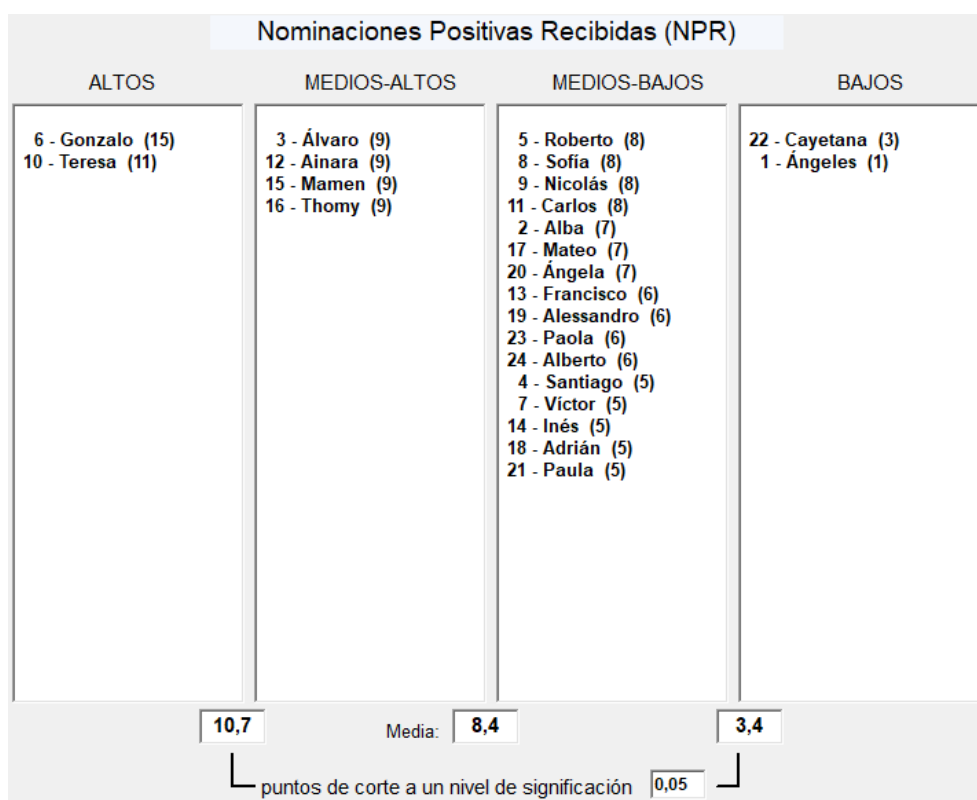 Nominaciones Positivas Recibidas (NPR)
ALTOS
6 - Gonzalo (15)
10 - Teresa (11)
MEDIOS-ALTOS
3 - Álvaro (9)
12 - Ainara (9)
15 - Mamen (9)
16 - Thomy (9)
MEDIOS-BAJOS
5 - Roberto (8)
8 - Sofía (8)
9 - Nicolás (8)
11 - Carlos (8)
2 - Alba (7)
17 - Mateo (7)
20 - Ángela (7)
13 - Francisco (6)
19 - Alessandro (6)
23 - Paola (6)
24 - Alberto (6)
4 - Santiago (5)
7 - Víctor (5)
14 - Inés (5)
18 - Adrián (5)
21 - Paula (5)
BAJOS
22 - Cayetana (3)
1 - Ángeles (1)
10,7 Media: 8,4 3,4
puntos de corte a un nivel de significación 0,05